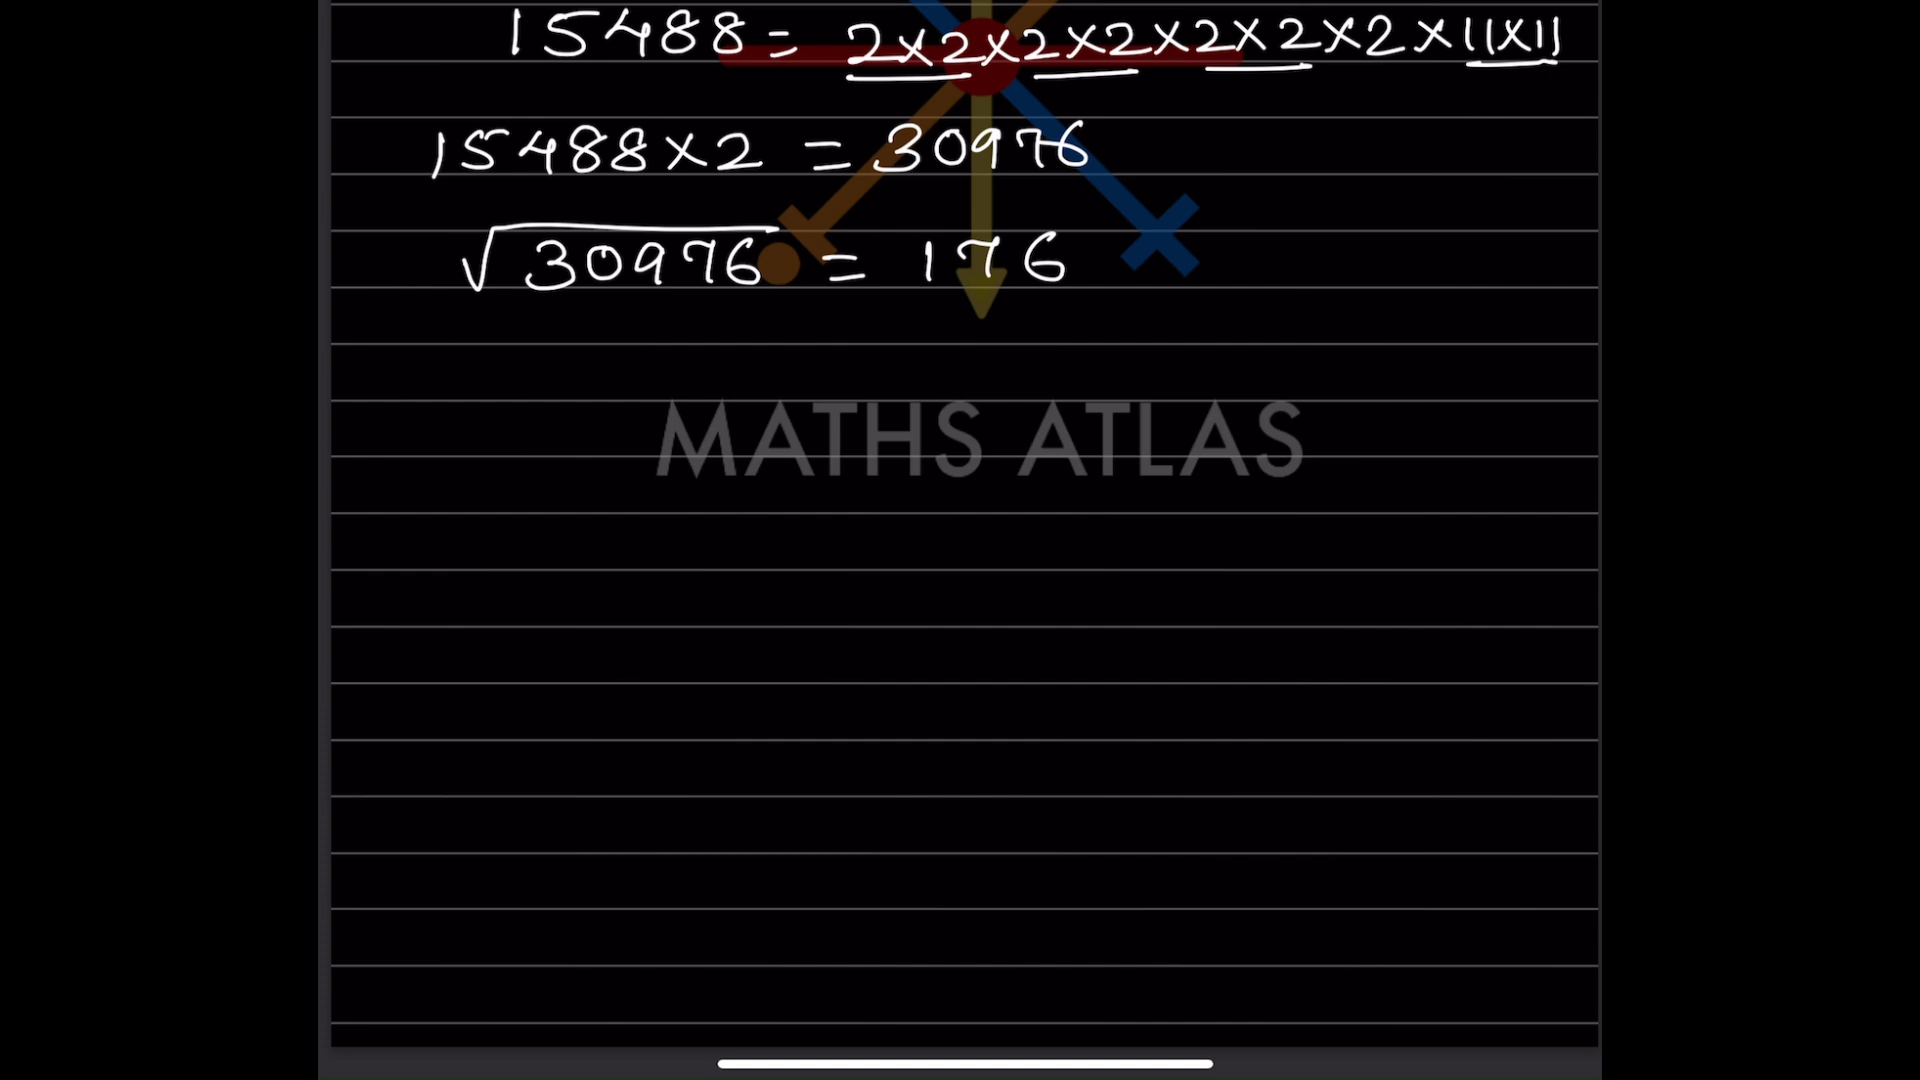 15488 = 2×2×2×2×2×2×2×11×11
15488×2 = 30976
√30976 = 176
MATHS ATLAS